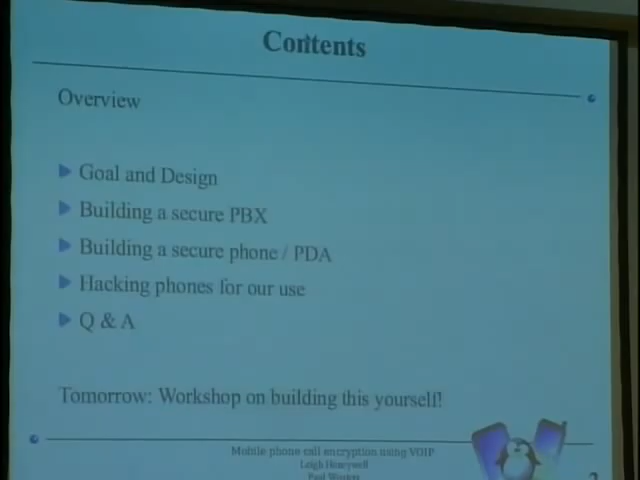 Contents
Overview
Goal and Design
Building a secure PBX
Building a secure phone / PDA
Hacking phones for our use
Q & A
Tomorrow: Workshop on building this yourself!
Mobile phone call encryption using VOIP
Leigh Honeywell
Paul